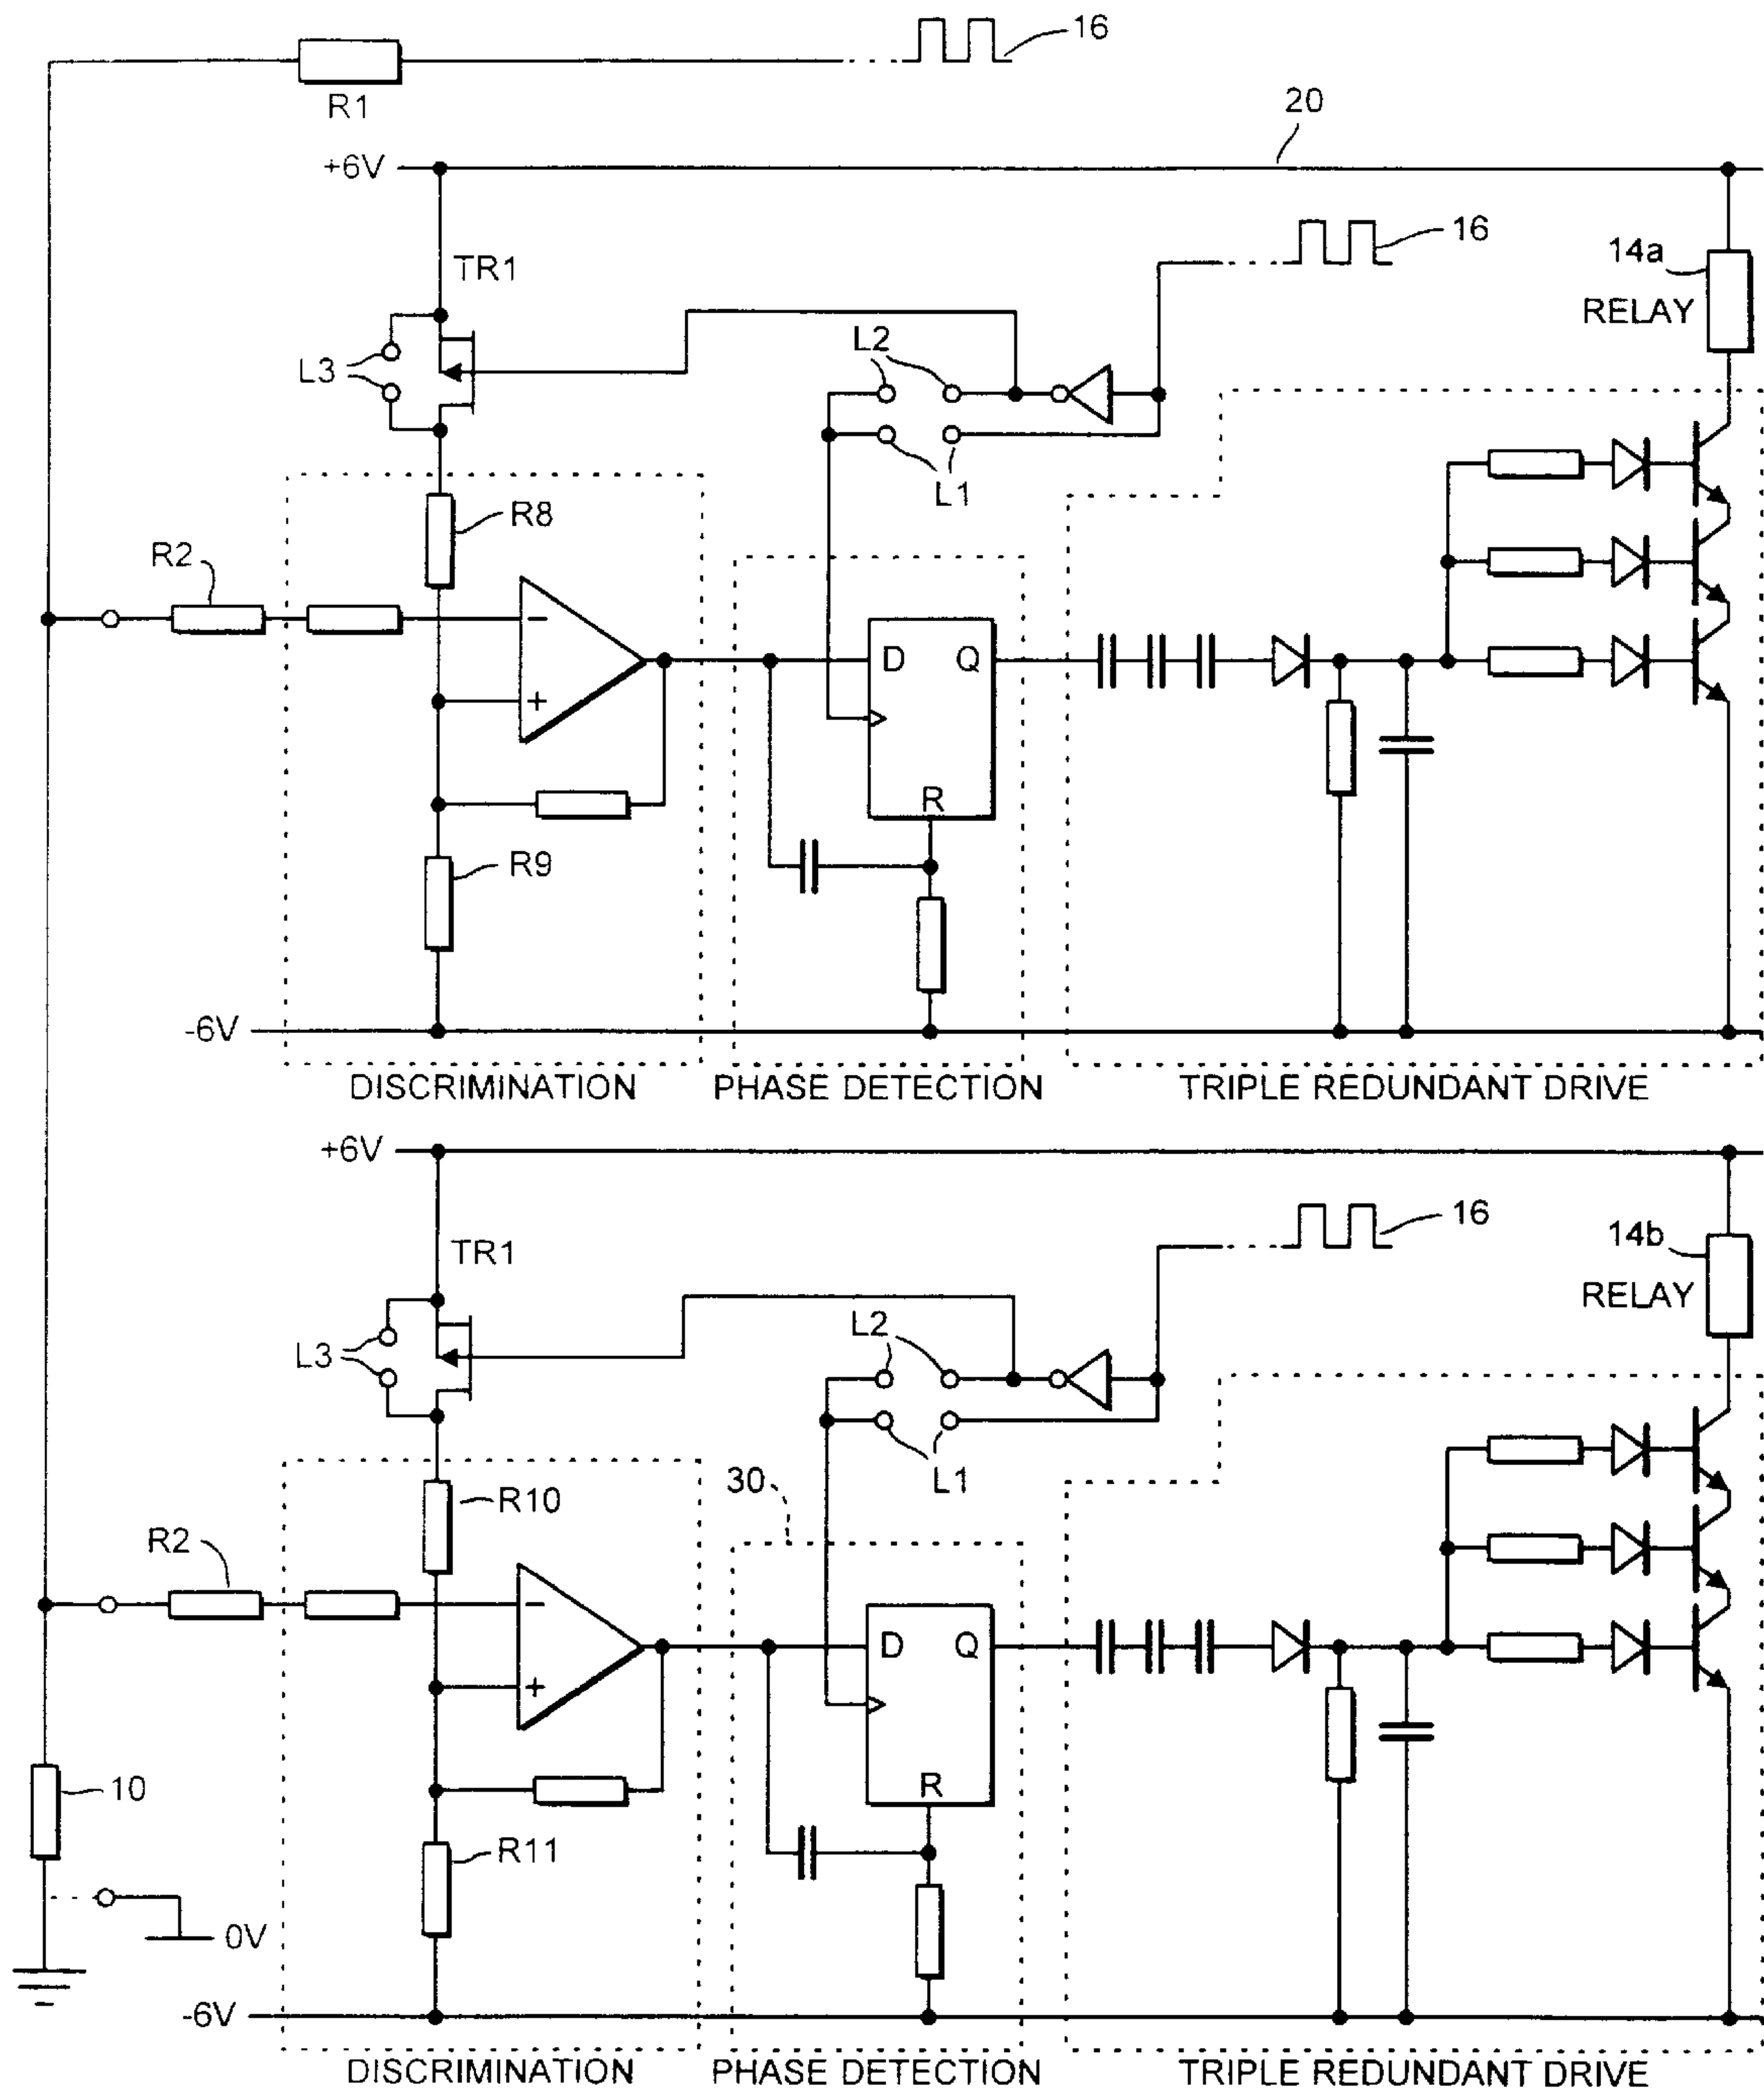 16
R1
20
+6V
16
TR1
14a
RELAY
L2
L3
L1
R8
R2
−
D Q
+
R
R9
-6V
DISCRIMINATION PHASE DETECTION TRIPLE REDUNDANT DRIVE
+6V
16
TR1
14b
RELAY
L2
L3
L1
30
R10
R2
−
D Q
+
R
10
R11
0V
-6V
DISCRIMINATION PHASE DETECTION TRIPLE REDUNDANT DRIVE